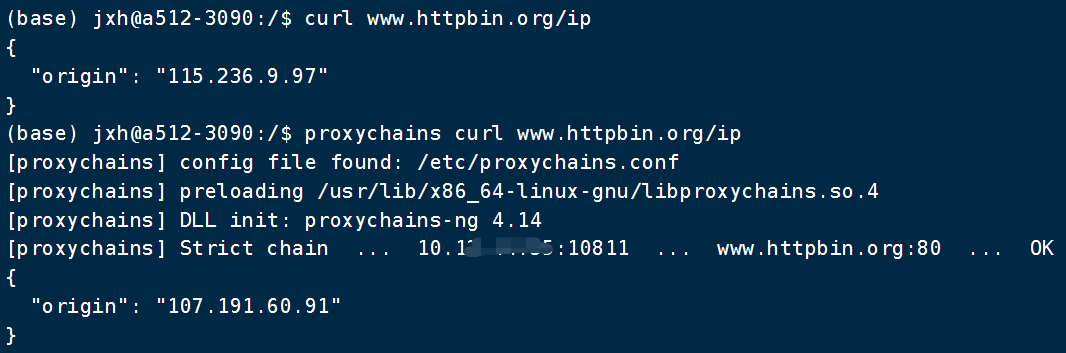 (base) jxh@a512-3090:/$ curl www.httpbin.org/ip
{
  "origin": "115.236.9.97"
}
(base) jxh@a512-3090:/$ proxychains curl www.httpbin.org/ip
[proxychains] config file found: /etc/proxychains.conf
[proxychains] preloading /usr/lib/x86_64-linux-gnu/libproxychains.so.4
[proxychains] DLL init: proxychains-ng 4.14
[proxychains] Strict chain  ...  :10811  ...  www.httpbin.org:80  ...  OK
{
  "origin": "107.191.60.91"
}